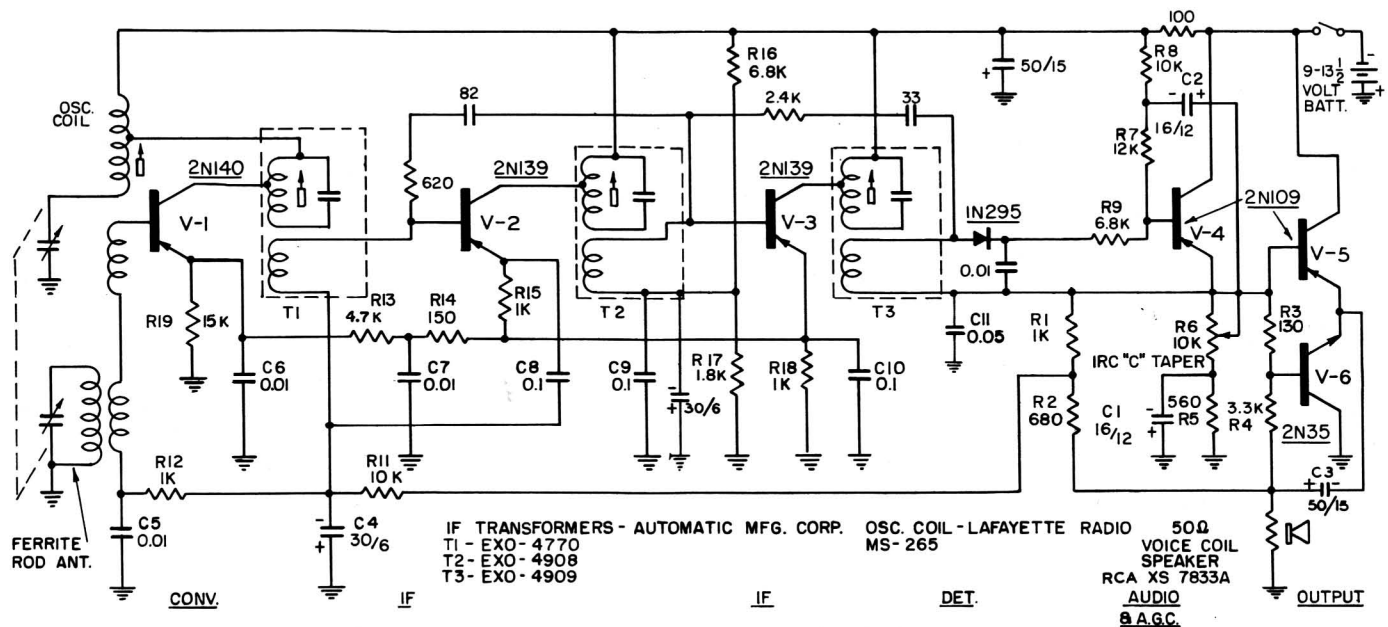 100
R16
6.8K
R8
10K
50/15
9-13½
VOLT
BATT.
-
+
C2
- +
16/12
OSC.
COIL
82
2.4K
33
R7
12K
2N140
2N139
2N139
620
2N109
1N295
R9
6.8K
V-1
V-2
V-3
V-4
V-5
0.01
T1
T2
T3
R19
15K
R13
4.7K
R14
150
R15
1K
C11
0.05
R1
1K
R6
10K
IRC "C" TAPER
R3
130
C6
0.01
C7
0.01
C8
0.1
C9
0.1
R17
1.8K
R18
1K
C10
0.1
30/6
R2
680
C1
16/12
560
R5
3.3K
R4
V-6
2N35
R12
1K
R11
10K
C3
+ -
50/15
C5
0.01
C4
30/6
FERRITE
ROD ANT.
IF TRANSFORMERS - AUTOMATIC MFG. CORP. OSC. COIL - LAFAYETTE RADIO
T1 - EXO - 4770 MS-265
T2 - EXO - 4908
T3 - EXO - 4909
50Ω
VOICE COIL
SPEAKER
RCA XS 7833A
CONV. IF IF DET. AUDIO OUTPUT
& A.G.C.